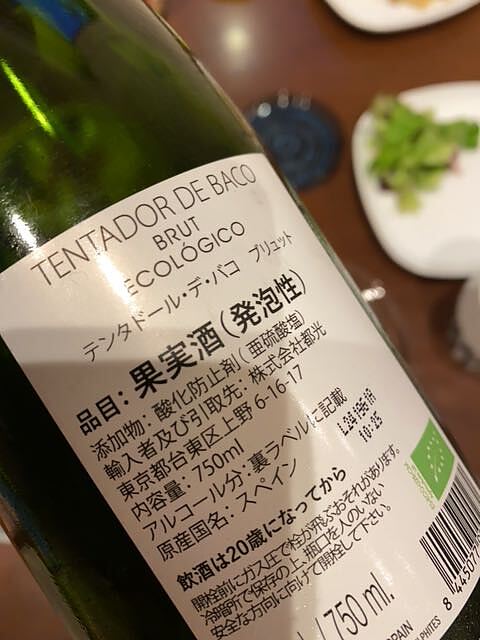 TENTADOR DE BACO
BRUT
ECOLÓGICO
テンタドール・デ・バコ ブリュット
品目：果実酒（発泡性）
添加物：酸化防止剤（亜硫酸塩）
輸入者及び引取先：株式会社都光
東京都台東区上野 6-16-17
内容量：750ml
アルコール分：裏ラベルに記載
原産国名：スペイン
飲酒は20歳になってから
開栓前にガス圧で栓が飛ぶおそれがあります。
冷暗所で保存の上、瓶口を人のいない
安全な方向に向けて開栓して下さい。
10:25
750 ml.